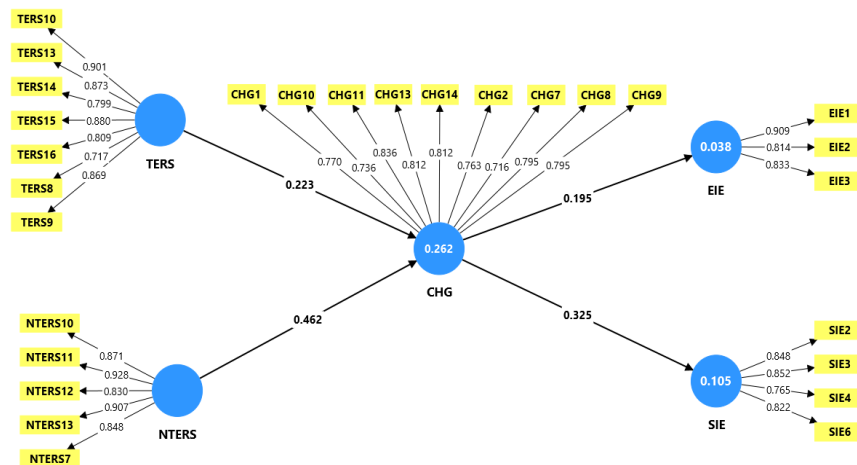 TERS10
TERS13
TERS14
TERS15
TERS16
TERS8
TERS9
0.901
0.873
0.799
0.880
0.809
0.717
0.869
TERS
0.223
CHG1
CHG10
CHG11
CHG13
CHG14
CHG2
CHG7
CHG8
CHG9
0.770
0.736
0.836
0.812
0.812
0.763
0.716
0.795
0.795
0.262
CHG
0.195
EIE1
EIE2
EIE3
0.909
0.814
0.833
0.038
EIE
NTERS10
NTERS11
NTERS12
NTERS13
NTERS7
0.871
0.928
0.830
0.907
0.848
NTERS
0.462
0.325
SIE2
SIE3
SIE4
SIE6
0.848
0.852
0.765
0.822
0.105
SIE